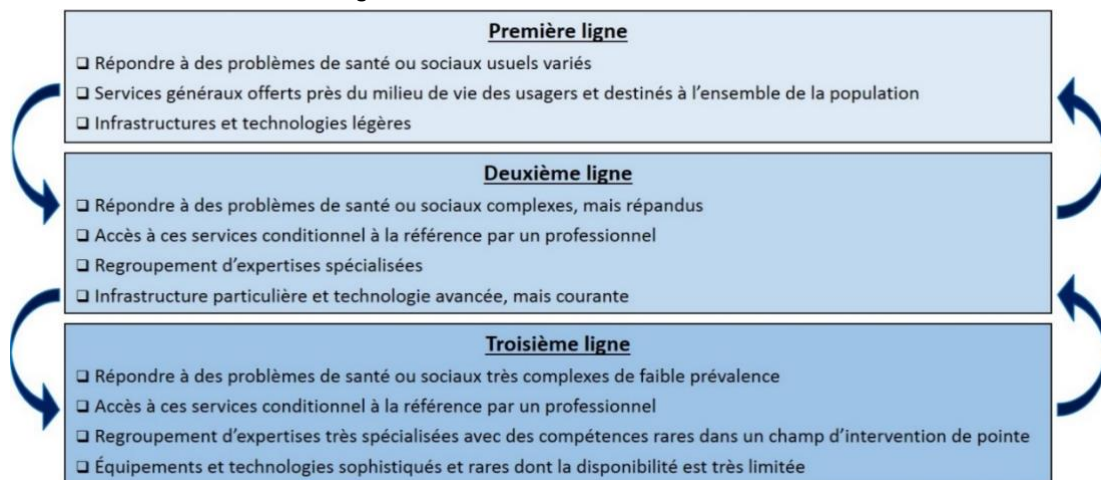 Première ligne
❑ Répondre à des problèmes de santé ou sociaux usuels variés
❑ Services généraux offerts près du milieu de vie des usagers et destinés à l'ensemble de la population
❑ Infrastructures et technologies légères
Deuxième ligne
❑ Répondre à des problèmes de santé ou sociaux complexes, mais répandus
❑ Accès à ces services conditionnel à la référence par un professionnel
❑ Regroupement d'expertises spécialisées
❑ Infrastructure particulière et technologie avancée, mais courante
Troisième ligne
❑ Répondre à des problèmes de santé ou sociaux très complexes de faible prévalence
❑ Accès à ces services conditionnel à la référence par un professionnel
❑ Regroupement d'expertises très spécialisées avec des compétences rares dans un champ d'intervention de pointe
❑ Équipements et technologies sophistiqués et rares dont la disponibilité est très limitée